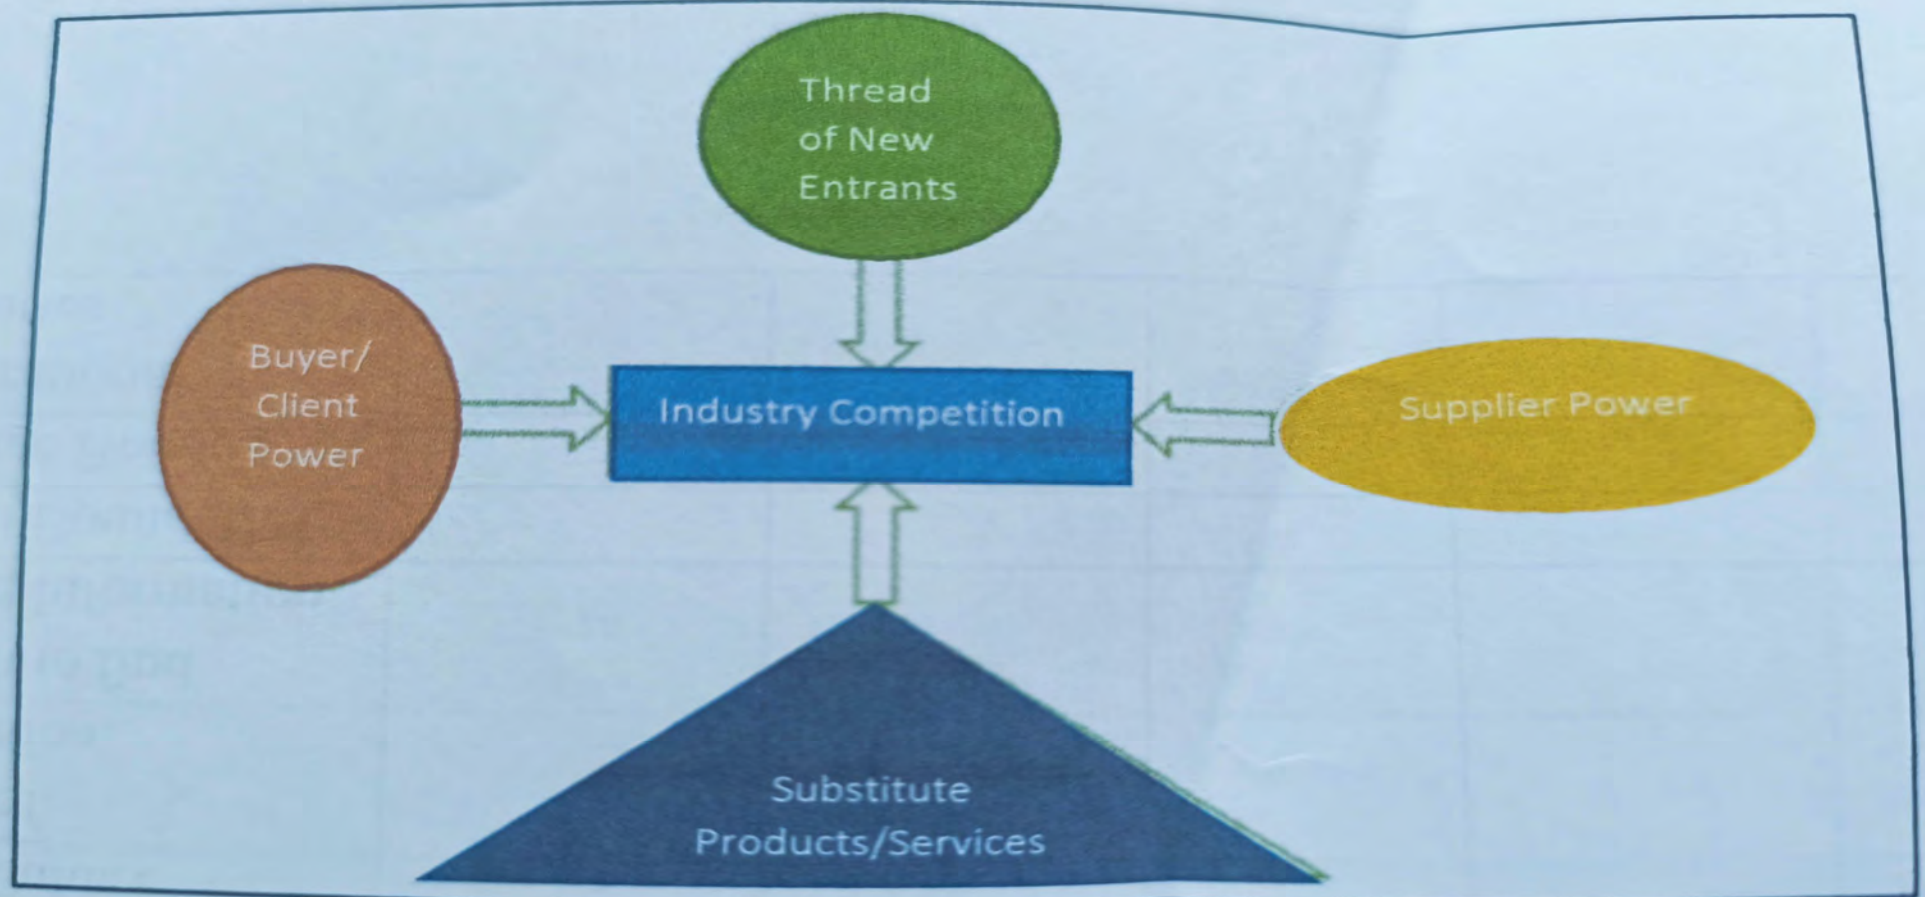 Thread
of New
Entrants
Buyer/
Client
Power
Industry Competition
Supplier Power
Substitute
Products/Services